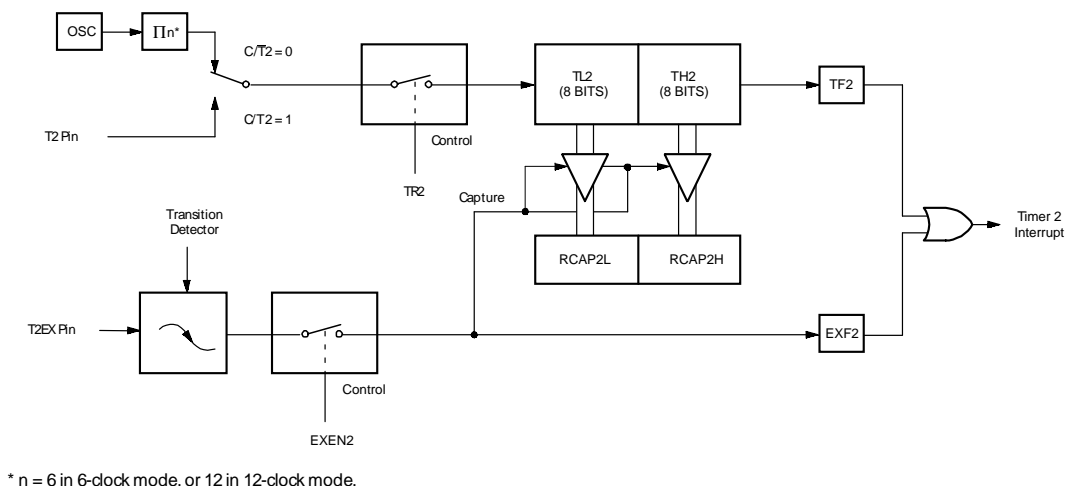 OSC
Πn*
C/T2 = 0
C/T2 = 1
T2 Pin
Control
TR2
TL2
(8 BITS)
TH2
(8 BITS)
TF2
Capture
Transition
Detector
RCAP2L
RCAP2H
Timer 2
Interrupt
T2EX Pin
EXF2
Control
EXEN2
* n = 6 in 6-clock mode, or 12 in 12-clock mode.